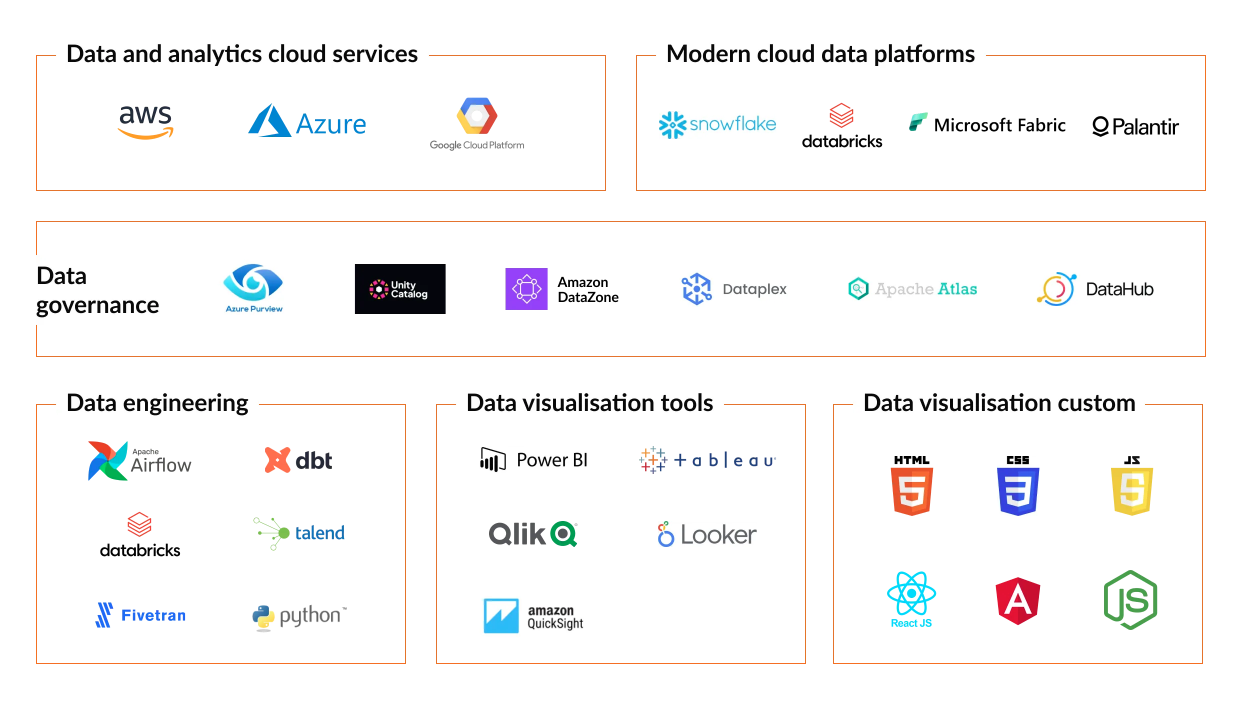 Data and analytics cloud services
aws
Azure
Google Cloud Platform
Modern cloud data platforms
snowflake
databricks
Microsoft Fabric
Palantir
Data
governance
Azure Purview
Unity
Catalog
Amazon
DataZone
Dataplex
Apache Atlas
DataHub
Data engineering
Apache
Airflow
dbt
databricks
talend
Fivetran
python™
Data visualisation tools
Power BI
+ableau
Qlik
Looker
amazon
QuickSight
Data visualisation custom
HTML
5
CSS
3
JS
5
React JS
A
JS